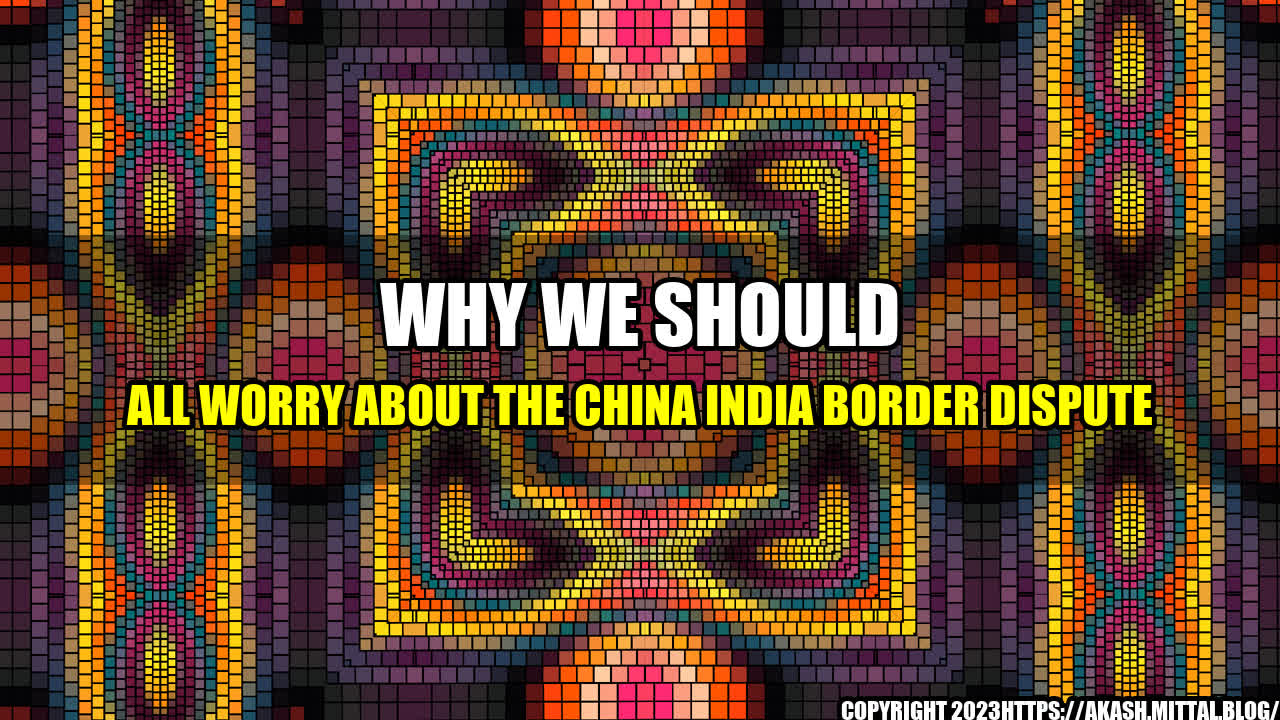 WHY WE SHOULD
ALL WORRY ABOUT THE CHINA INDIA BORDER DISPUTE
COPYRIGHT 2023HTTPS://AKASH.MITTAL.BLOG/